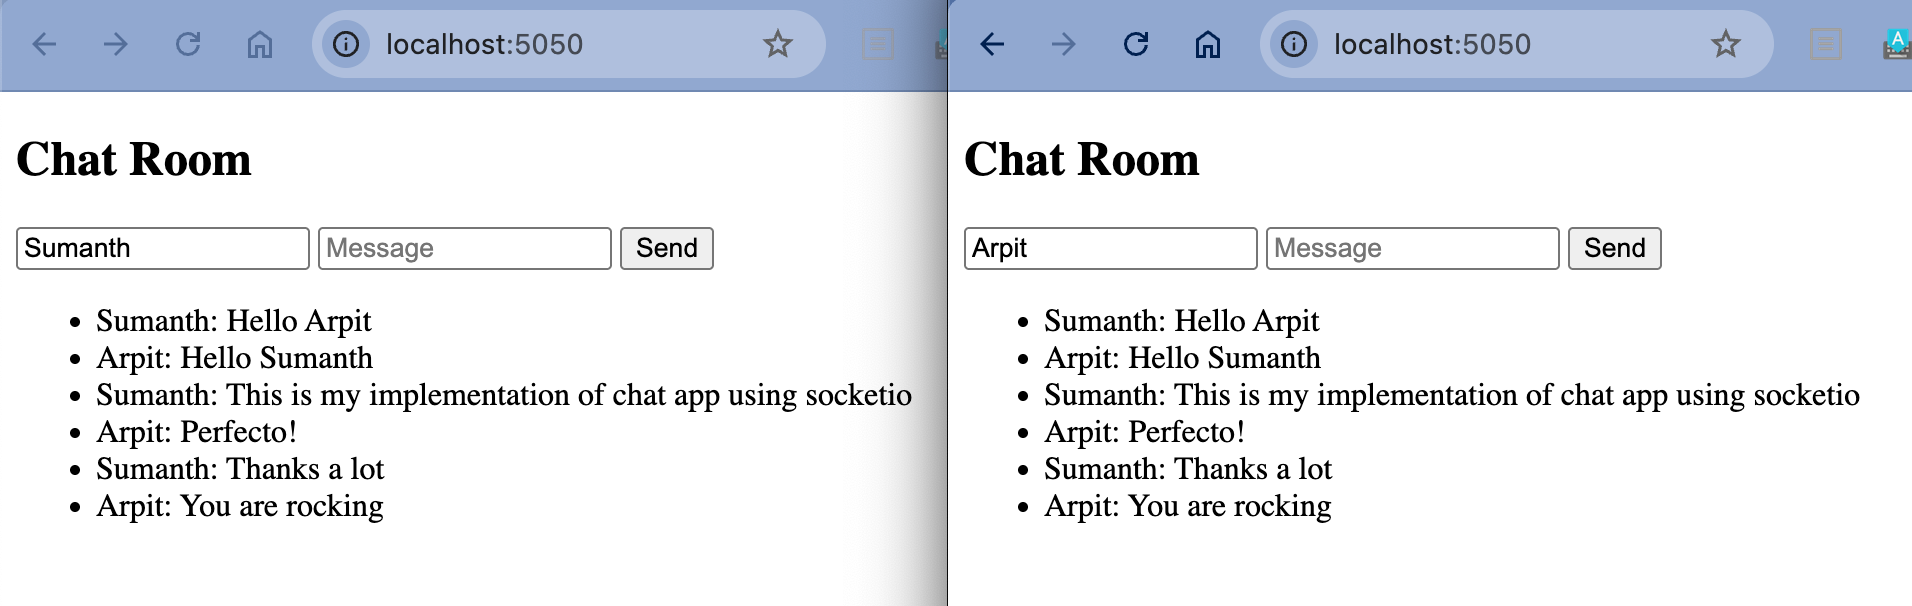 localhost:5050
Chat Room
Sumanth Message Send
Sumanth: Hello Arpit
Arpit: Hello Sumanth
Sumanth: This is my implementation of chat app using socketio
Arpit: Perfecto!
Sumanth: Thanks a lot
Arpit: You are rocking
localhost:5050
A
Chat Room
Arpit Message Send
Sumanth: Hello Arpit
Arpit: Hello Sumanth
Sumanth: This is my implementation of chat app using socketio
Arpit: Perfecto!
Sumanth: Thanks a lot
Arpit: You are rocking